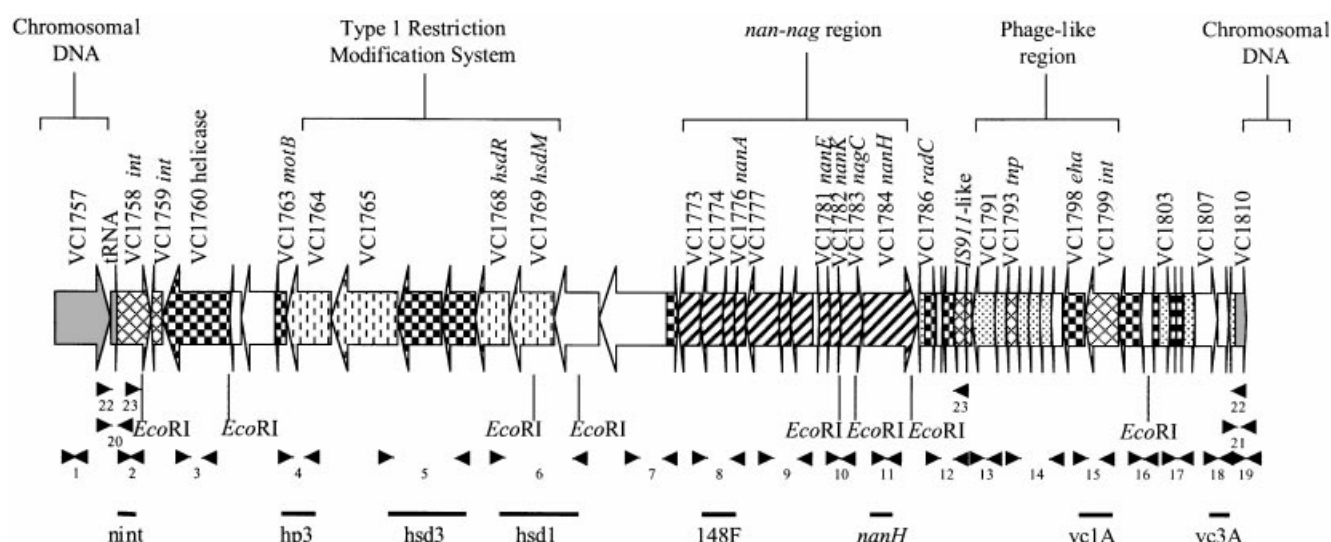 Chromosomal
DNA
Type 1 Restriction
Modification System
nan-nag region
Phage-like
region
Chromosomal
DNA
VC1757
tRNA
VC1758 int
VC1759 int
VC1760 helicase
VC1763 motB
VC1764
VC1765
VC1768 hsdR
VC1769 hsdM
VC1773
VC1774
VC1776 nanA
VC1777
VC1781 nanE
VC1782 nanK
VC1783 nagC
VC1784 nanH
VC1786 radC
IS911-like
VC1791
VC1793 tnp
VC1798 eha
VC1799 int
VC1803
VC1807
VC1810
22 23 23 22
20 EcoRI EcoRI EcoRI EcoRI EcoRI EcoRI EcoRI EcoRI 21
1 2 3 4 5 6 7 8 9 10 11 12 13 14 15 16 17 18 19
nint hp3 hsd3 hsd1 148F nanH vc1A vc3A